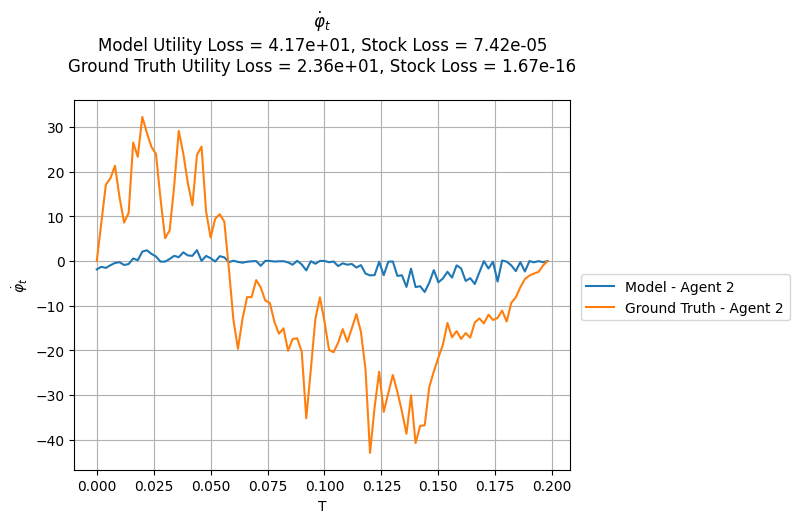 φ̇ₜ
Model Utility Loss = 4.17e+01, Stock Loss = 7.42e-05
Ground Truth Utility Loss = 2.36e+01, Stock Loss = 1.67e-16
30
20
10
0
−10
−20
−30
−40
φ̇ₜ
0.000 0.025 0.050 0.075 0.100 0.125 0.150 0.175 0.200
T
Model - Agent 2
Ground Truth - Agent 2